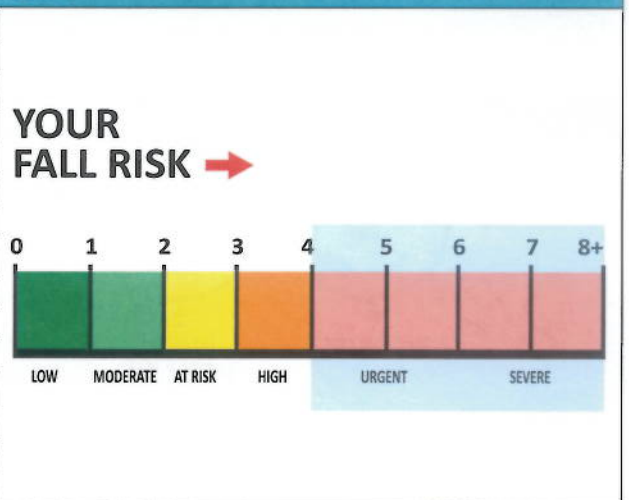 YOUR
FALL RISK
0 1 2 3 4 5 6 7 8+
LOW MODERATE AT RISK HIGH URGENT SEVERE